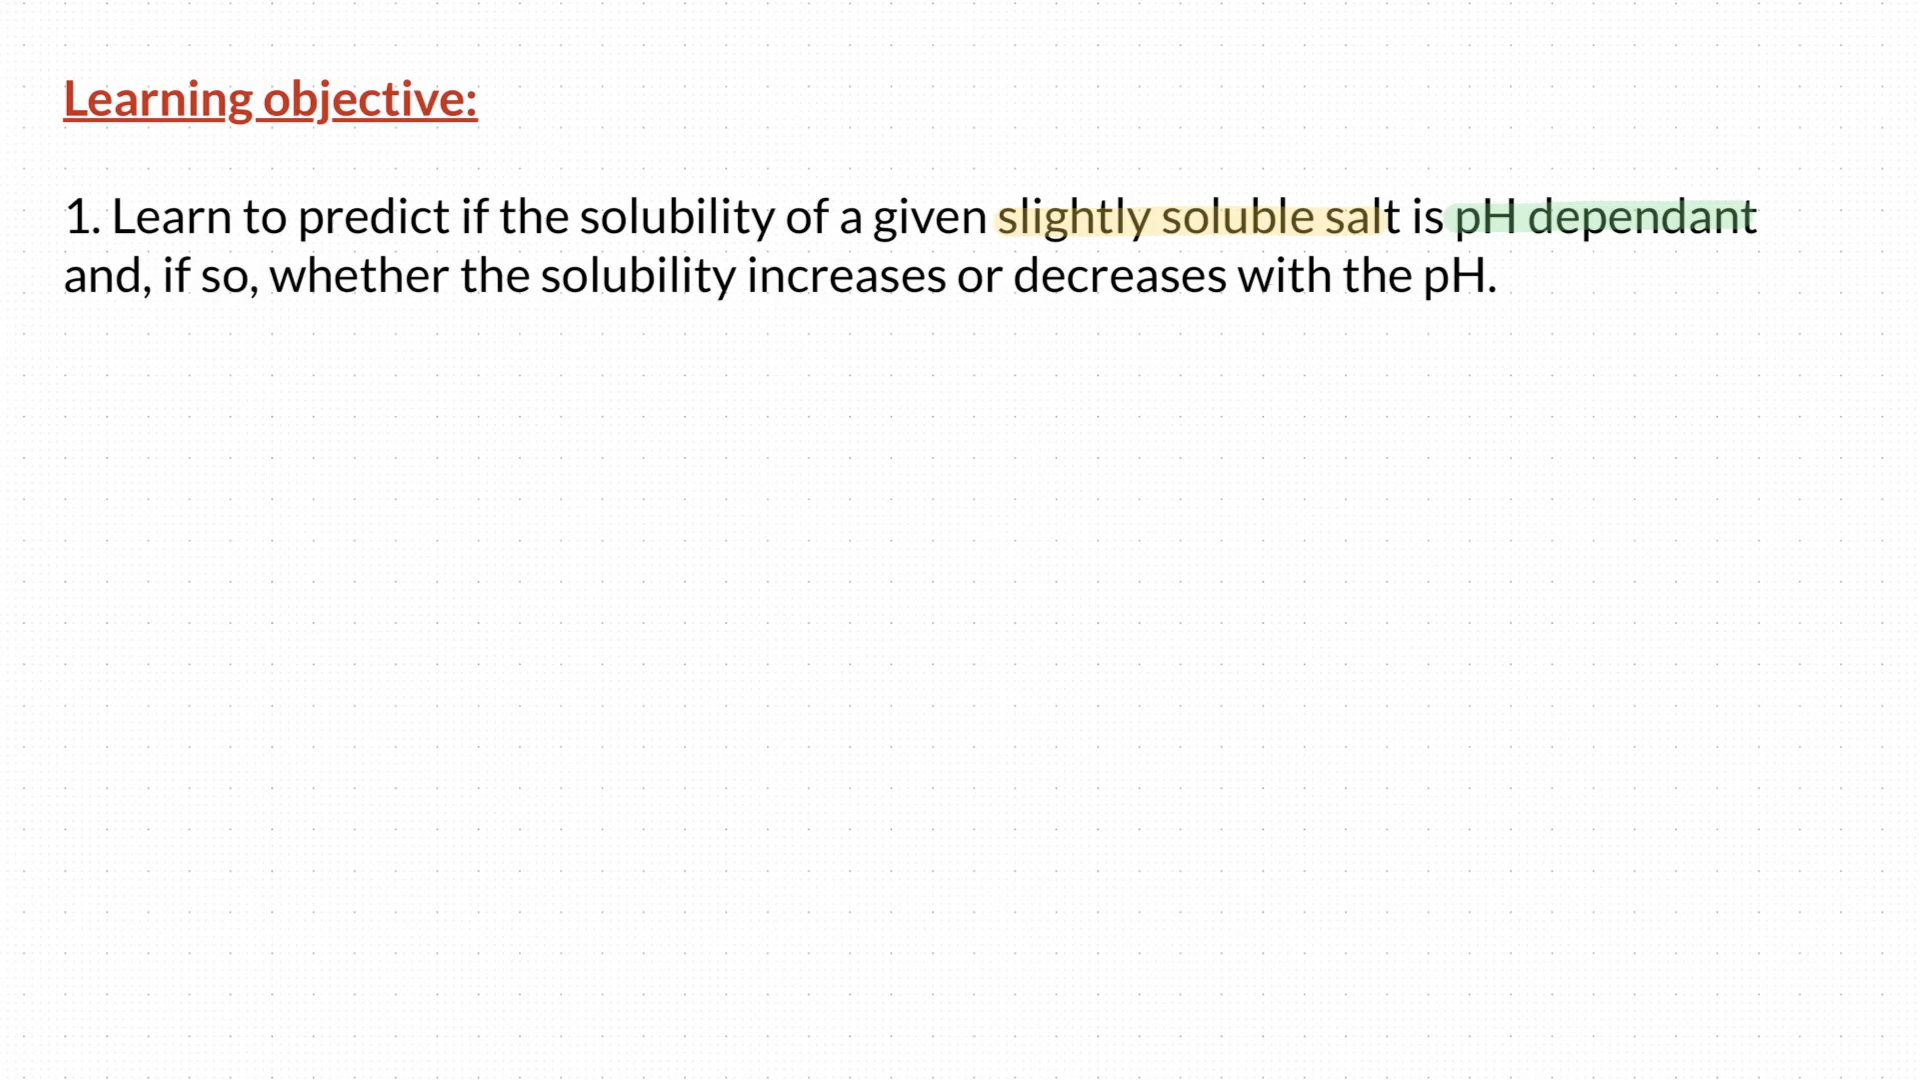 Learning objective:
1. Learn to predict if the solubility of a given slightly soluble salt is pH dependant
and, if so, whether the solubility increases or decreases with the pH.